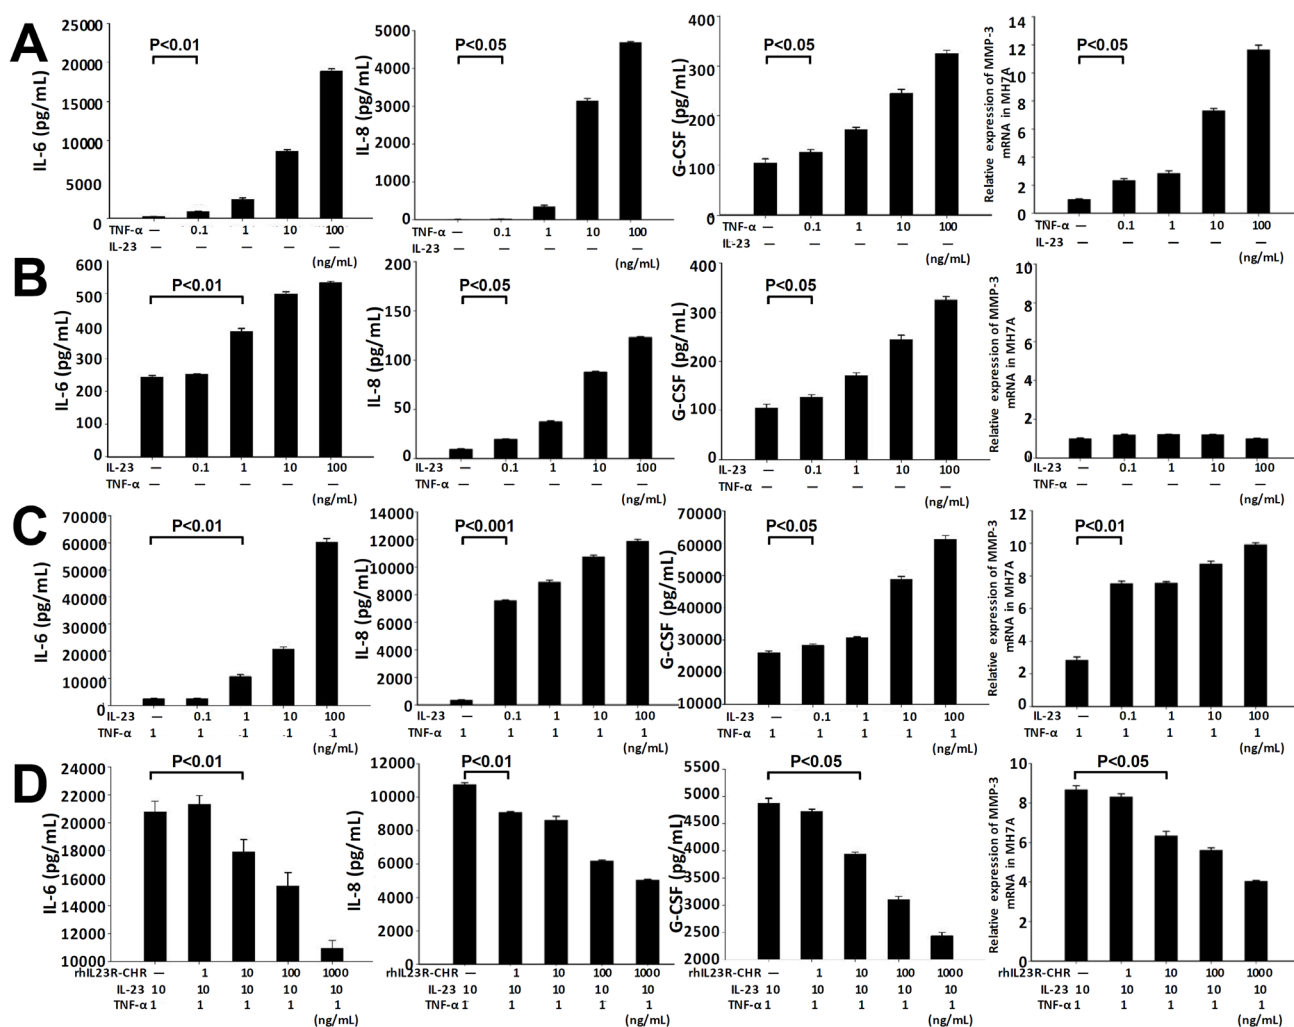 A
IL-6 (pg/mL)
25000
20000
15000
10000
5000
0
P<0.01
TNF-α — 0.1 1 10 100
IL-23 — — — — —
IL-8 (pg/mL)
5000
4000
3000
2000
1000
0
P<0.05
— 0.1 1 10 100
— — — — —
(ng/mL)
G-CSF (pg/mL)
400
300
200
100
400
P<0.05
TNF-α — 0.1 1 10 100
IL-23 — — — — —
Relative expression of MMP-3
mRNA in MH7A
14
12
10
8
6
4
2
0
P<0.05
TNF-α — 0.1 1 10 100
IL-23 — — — — —
(ng/mL)
B
IL-6 (pg/mL)
600
500
400
300
200
100
0
P<0.01
IL-23 — 0.1 1 10 100
TNF-α — — — — —
(ng/mL)
IL-8 (pg/mL)
200
150
100
50
0
P<0.05
— 0.1 1 10 100
— — — — —
(ng/mL)
G-CSF (pg/mL)
400
300
200
100
0
P<0.05
IL-23 — 0.1 1 10 100
TNF-α — — — — —
Relative expression of MMP-3
mRNA in MH7A
10
8
6
4
2
0
IL-23 — 0.1 1 10 100
TNF-α — — — — —
(ng/mL)
C
IL-6 (pg/mL)
70000
60000
50000
40000
30000
20000
10000
0
P<0.01
IL-23 — 0.1 1 10 100
TNF-α 1 1 1 1 1
(ng/mL)
IL-8 (pg/mL)
14000
12000
10000
8000
6000
4000
2000
0
P<0.001
— 0.1 1 10 100
1 1 1 1 1
(ng/mL)
G-CSF (pg/mL)
70000
60000
50000
40000
30000
20000
10000
P<0.05
IL-23 — 0.1 1 10 100
TNF-α 1 1 1 1 1
Relative expression of MMP-3
mRNA in MH7A
12
10
8
6
4
2
0
P<0.01
IL-23 — 0.1 1 10 100
TNF-α 1 1 1 1 1
(ng/mL)
D
IL-6 (pg/mL)
24000
22000
20000
18000
16000
14000
12000
10000
P<0.01
rhIL23R-CHR — 1 10 100 1000
IL-23 10 10 10 10 10
TNF-α 1 1 1 1 1
(ng/mL)
IL-8 (pg/mL)
12000
10000
8000
6000
4000
2000
0
P<0.01
— 1 10 100 1000
10 10 10 10 10
1 1 1 1 1
(ng/mL)
G-CSF (pg/mL)
5500
5000
4500
4000
3500
3000
2500
2000
P<0.05
rhIL23R-CHR — 1 10 100 1000
IL-23 10 10 10 10 10
TNF-α 1 1 1 1 1
Relative expression of MMP-3
mRNA in MH7A
10
8
6
4
2
0
P<0.05
rhIL23R-CHR — 1 10 100 1000
IL-23 10 10 10 10 10
TNF-α 1 1 1 1 1
(ng/mL)